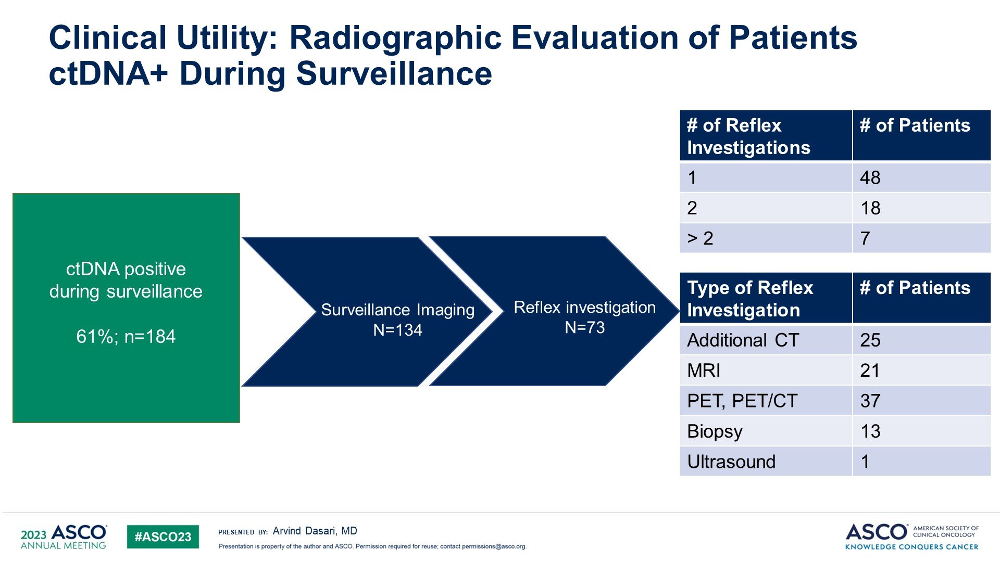 Clinical Utility: Radiographic Evaluation of Patients
ctDNA+ During Surveillance
ctDNA positive
during surveillance
61%; n=184
Surveillance Imaging
N=134
Reflex investigation
N=73
# of Reflex Investigations # of Patients
1 48
2 18
> 2 7
Type of Reflex Investigation # of Patients
Additional CT 25
MRI 21
PET, PET/CT 37
Biopsy 13
Ultrasound 1
2023 ASCO
ANNUAL MEETING
#ASCO23
PRESENTED BY: Arvind Dasari, MD
Presentation is property of the author and ASCO. Permission required for reuse; contact permissions@asco.org.
ASCO AMERICAN SOCIETY OF
CLINICAL ONCOLOGY
KNOWLEDGE CONQUERS CANCER